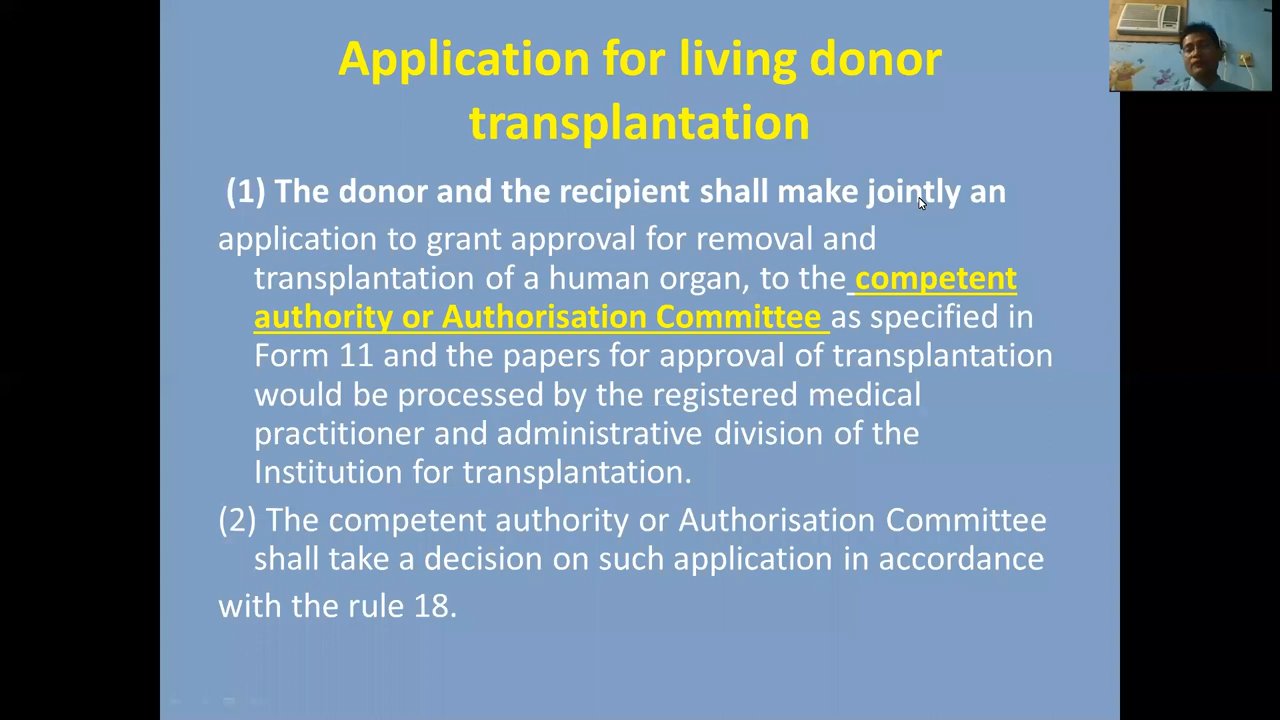 Application for living donor
transplantation
(1) The donor and the recipient shall make jointly an
application to grant approval for removal and
transplantation of a human organ, to the competent
authority or Authorisation Committee as specified in
Form 11 and the papers for approval of transplantation
would be processed by the registered medical
practitioner and administrative division of the
Institution for transplantation.
(2) The competent authority or Authorisation Committee
shall take a decision on such application in accordance
with the rule 18.